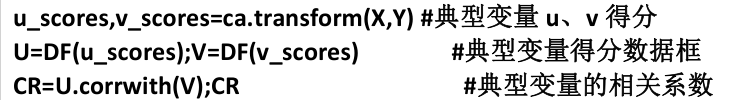 u_scores,v_scores=ca.transform(X,Y) #典型变量 u、v 得分
U=DF(u_scores);V=DF(v_scores) #典型变量得分数据框
CR=U.corrwith(V);CR #典型变量的相关系数